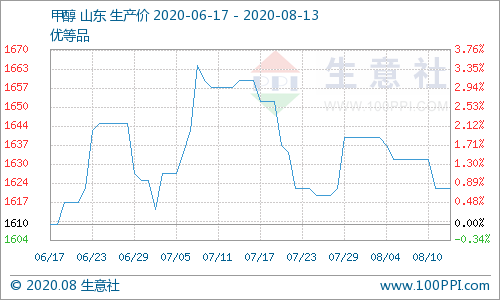 甲醇 山东 生产价 2020-06-17 - 2020-08-13
优等品
1670 3.76%
1663 3.35%
1657 2.94%
1650 2.53%
1644 2.12%
1637 1.71%
1630 1.30%
1624 0.89%
1617 0.48%
1610 0.00%
1604 -0.34%
生意社
www.100PPI.com
06/17 06/23 06/29 07/05 07/11 07/17 07/23 07/29 08/04 08/10
© 2020.08 生意社 www.100PPI.com